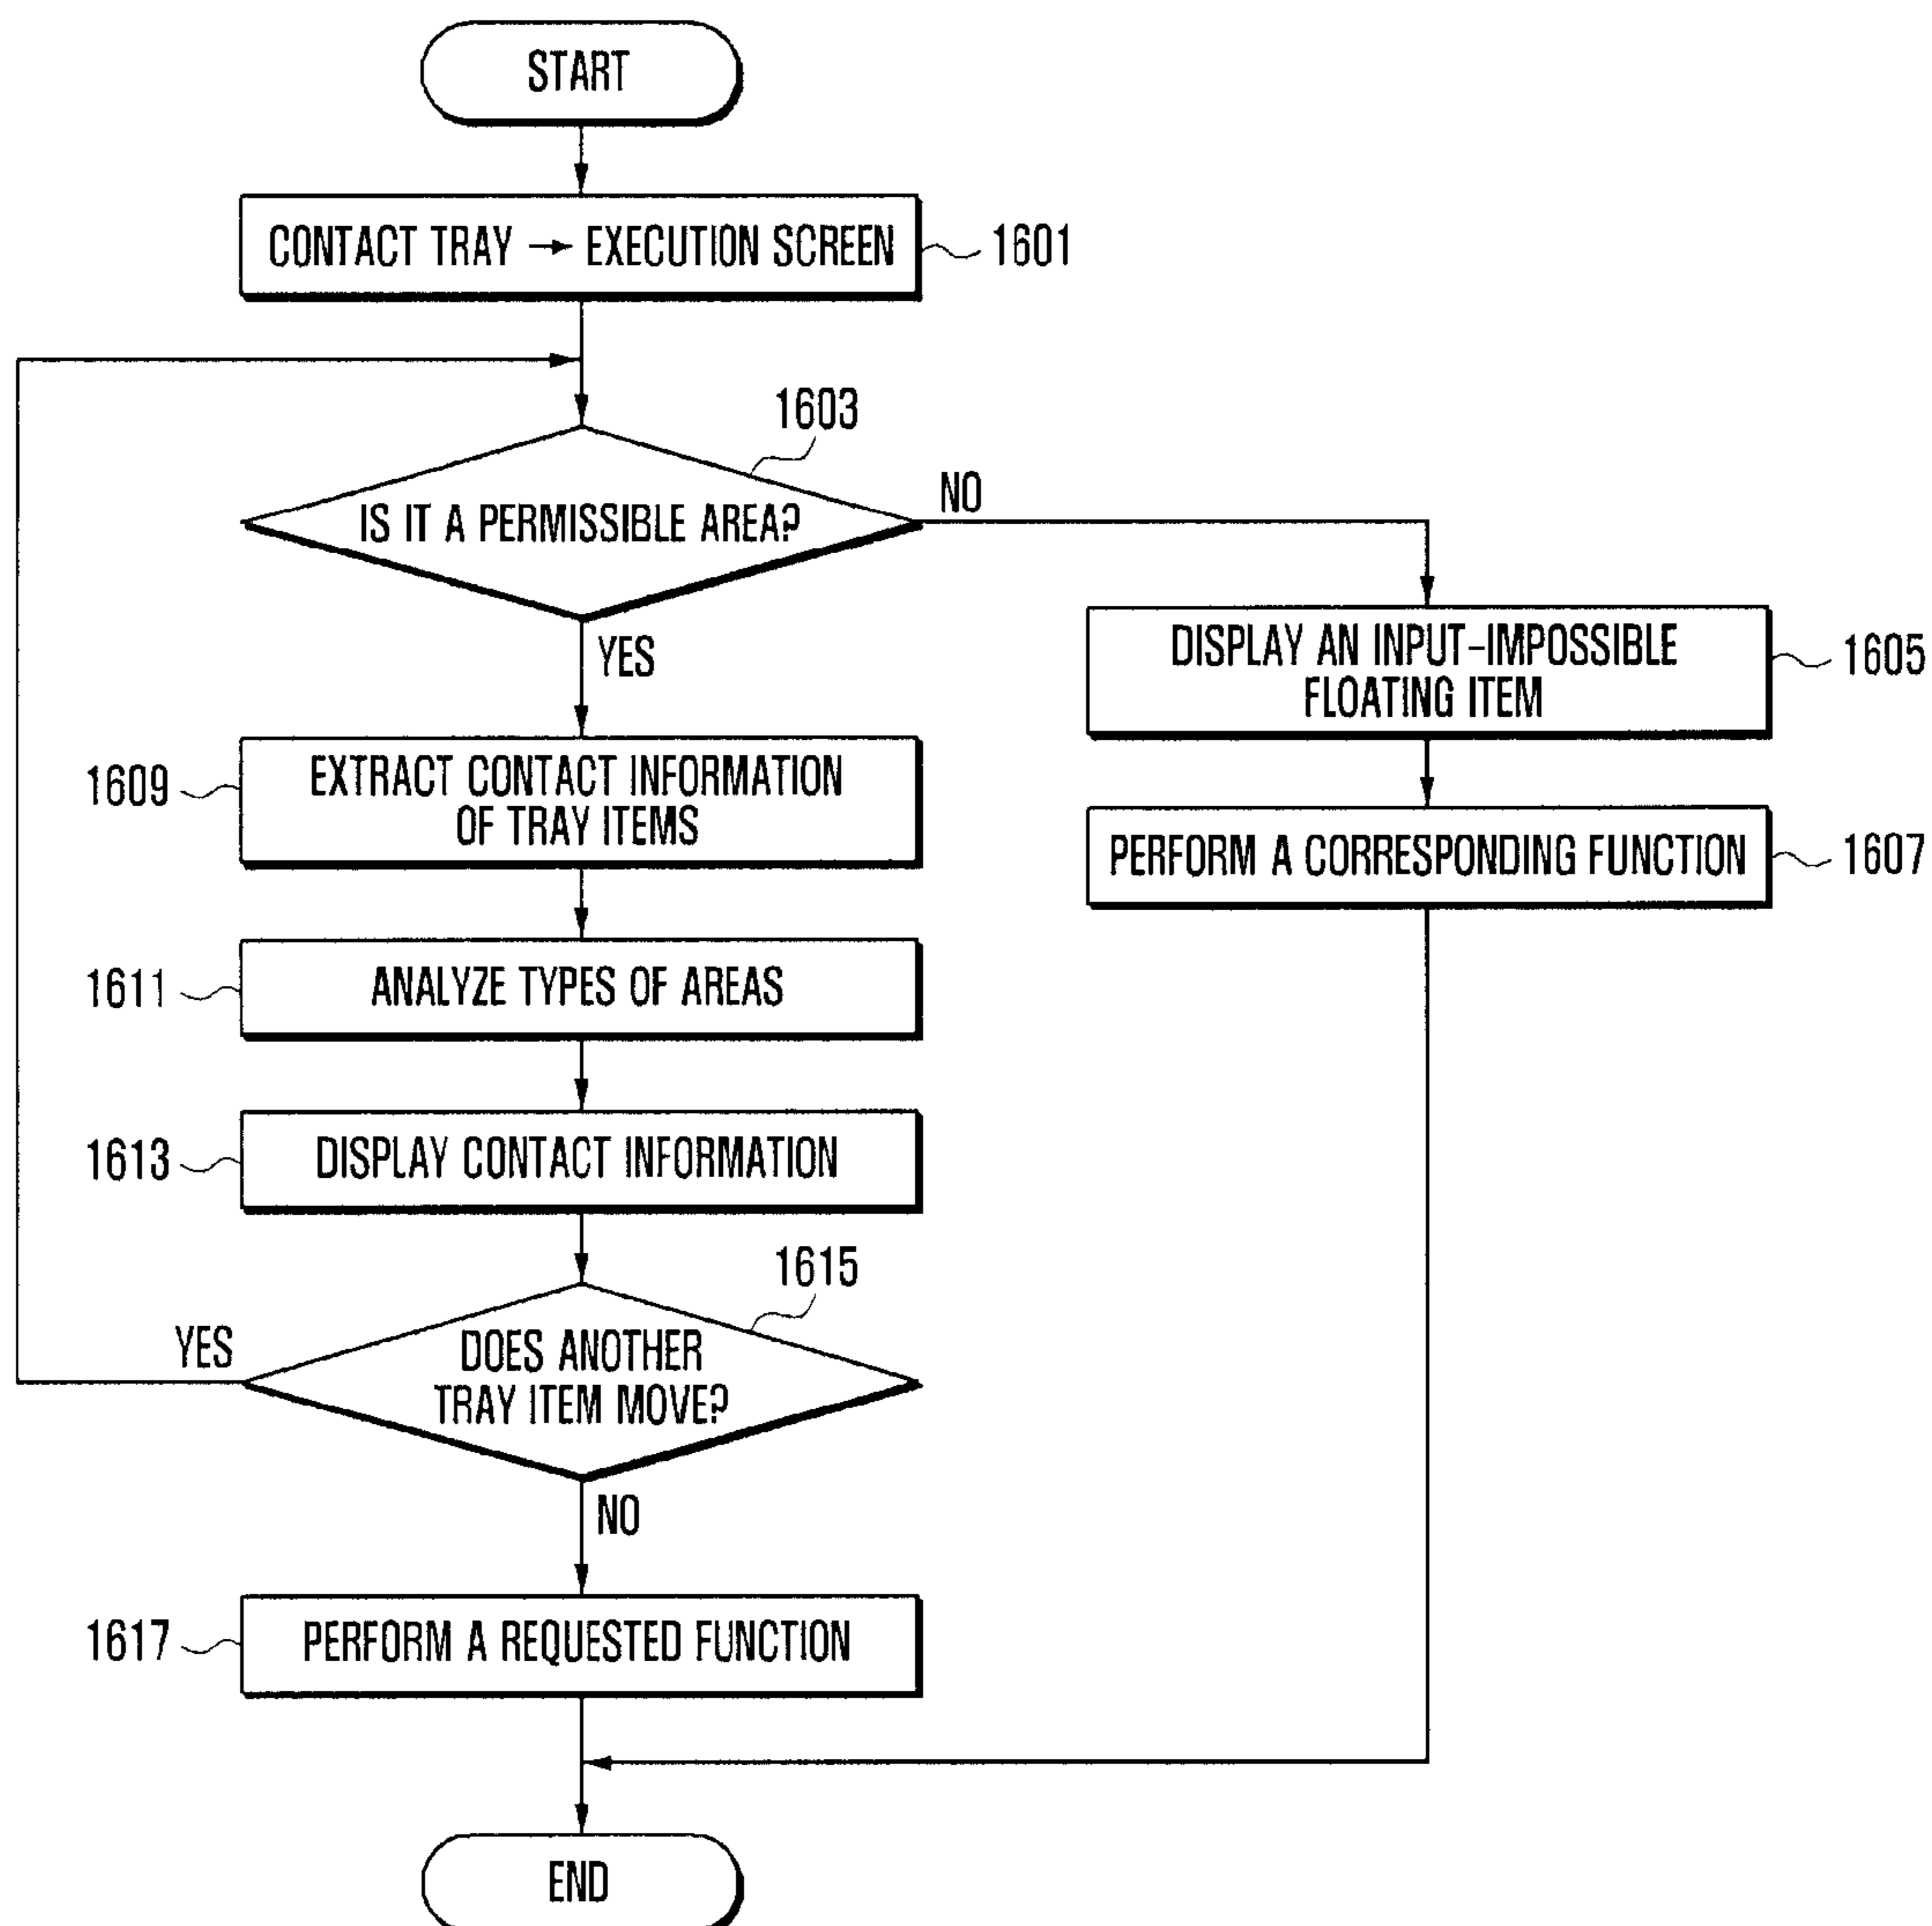 START
CONTACT TRAY → EXECUTION SCREEN
1601
1603
IS IT A PERMISSIBLE AREA?
NO
YES
DISPLAY AN INPUT-IMPOSSIBLE
FLOATING ITEM
1605
1609
EXTRACT CONTACT INFORMATION
OF TRAY ITEMS
PERFORM A CORRESPONDING FUNCTION
1607
1611
ANALYZE TYPES OF AREAS
1613
DISPLAY CONTACT INFORMATION
1615
YES
DOES ANOTHER
TRAY ITEM MOVE?
NO
1617
PERFORM A REQUESTED FUNCTION
END